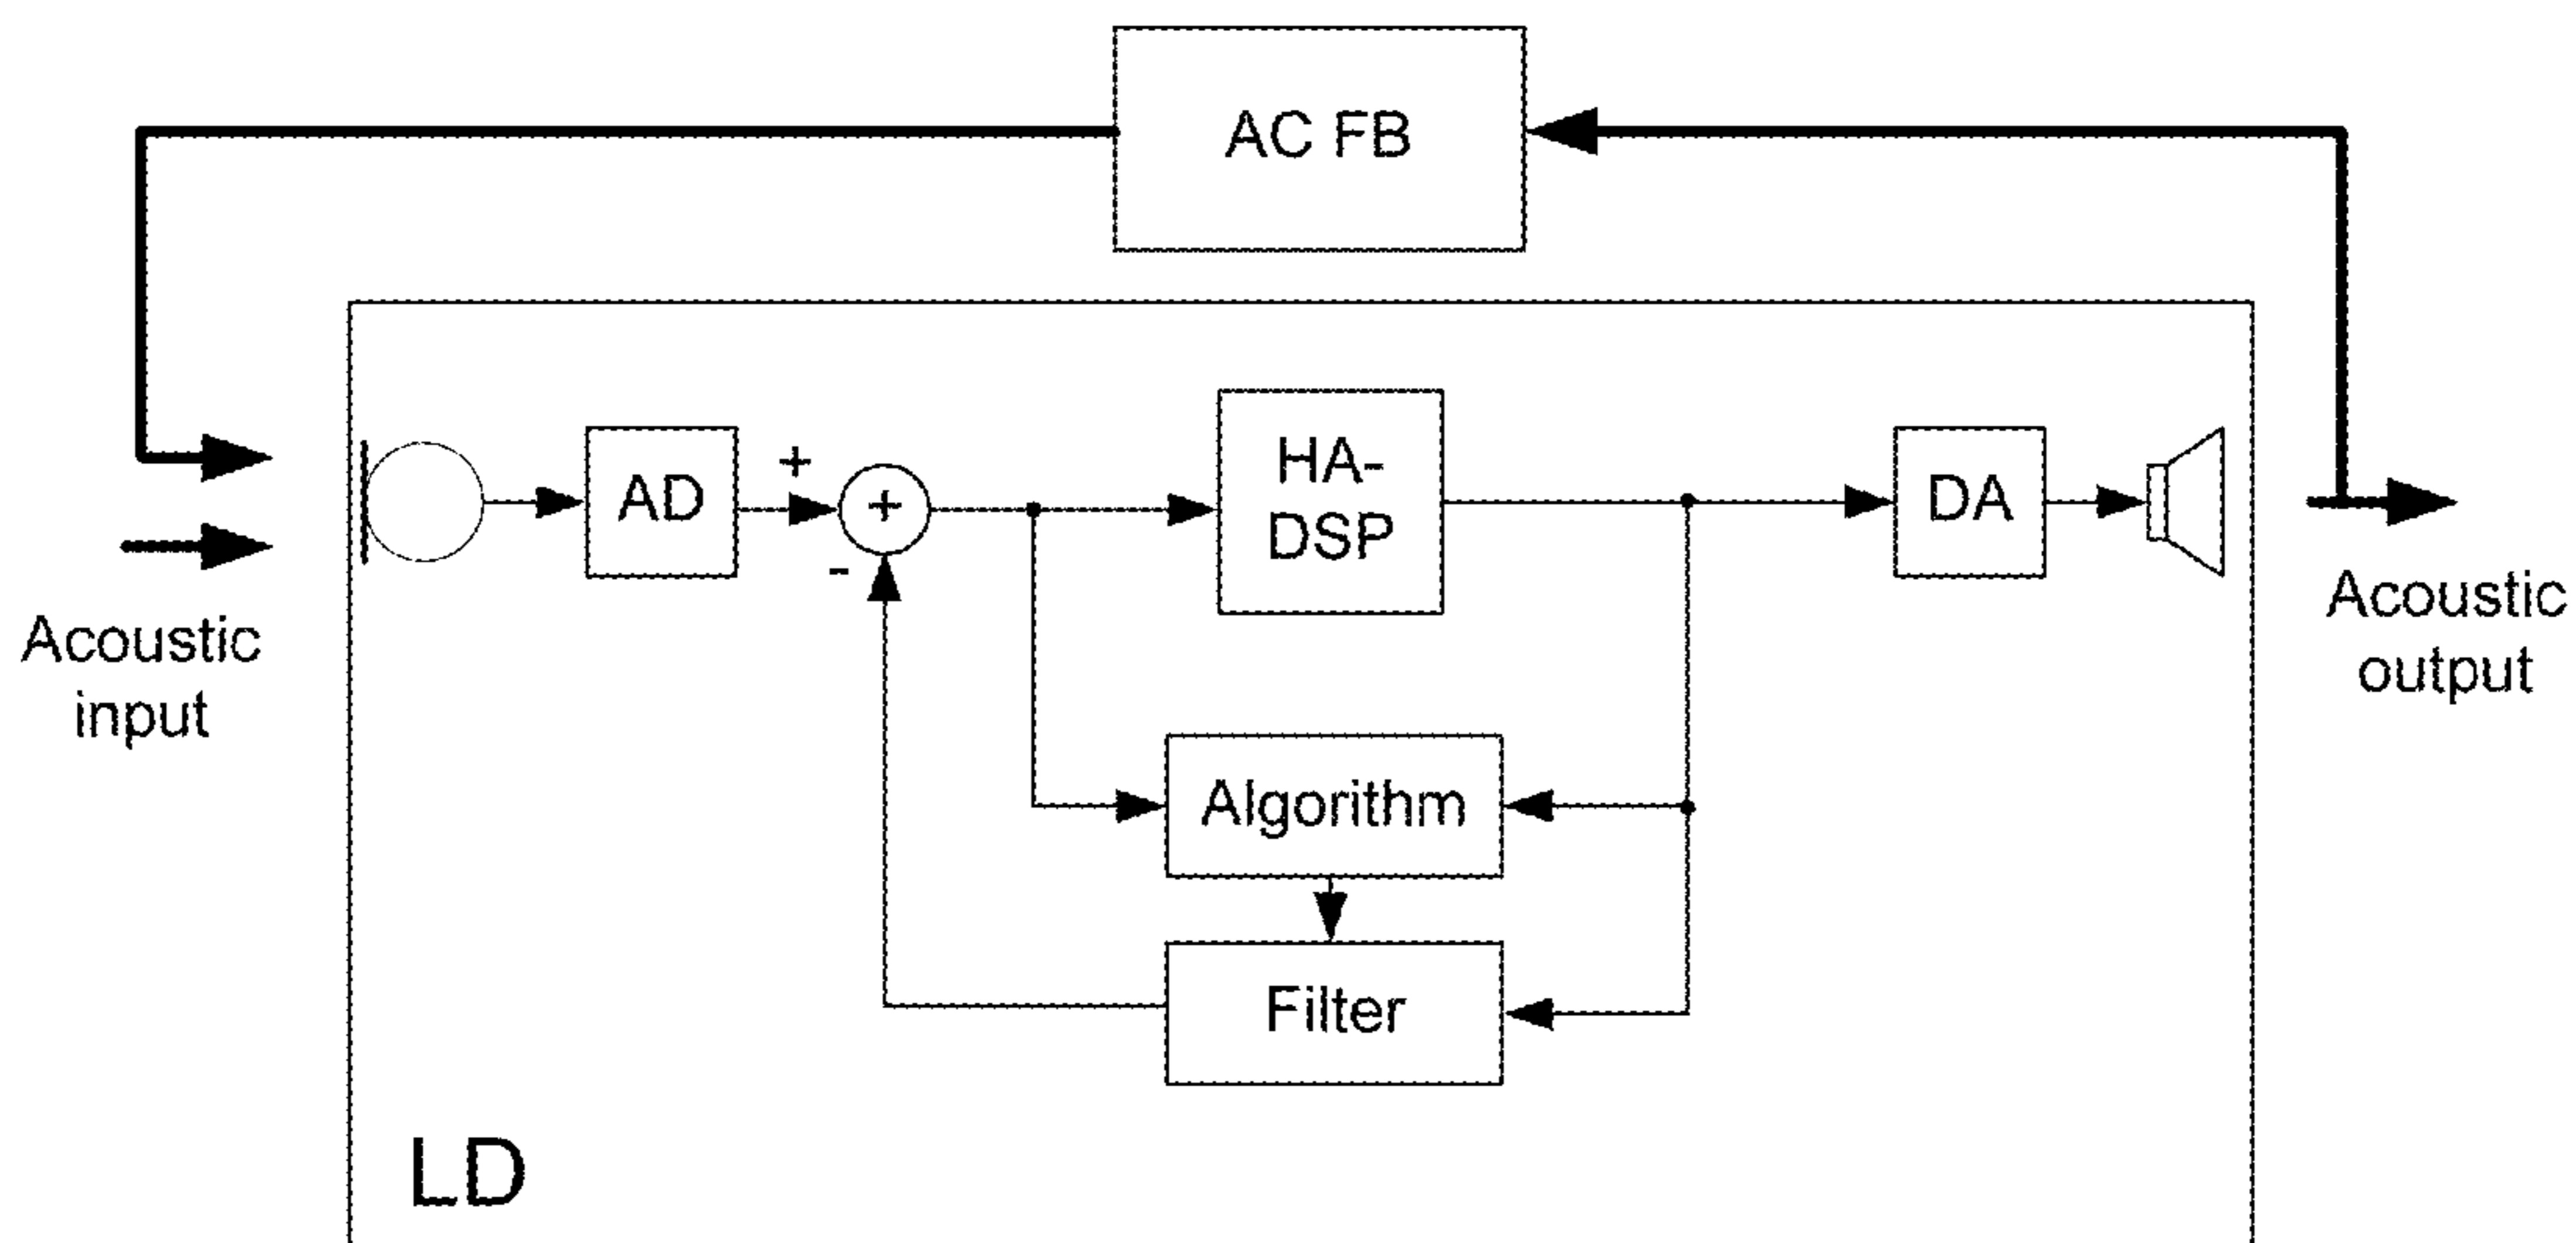 AC FB
AD
+
+
-
HA-
DSP
DA
Acoustic
input
Acoustic
output
Algorithm
Filter
LD